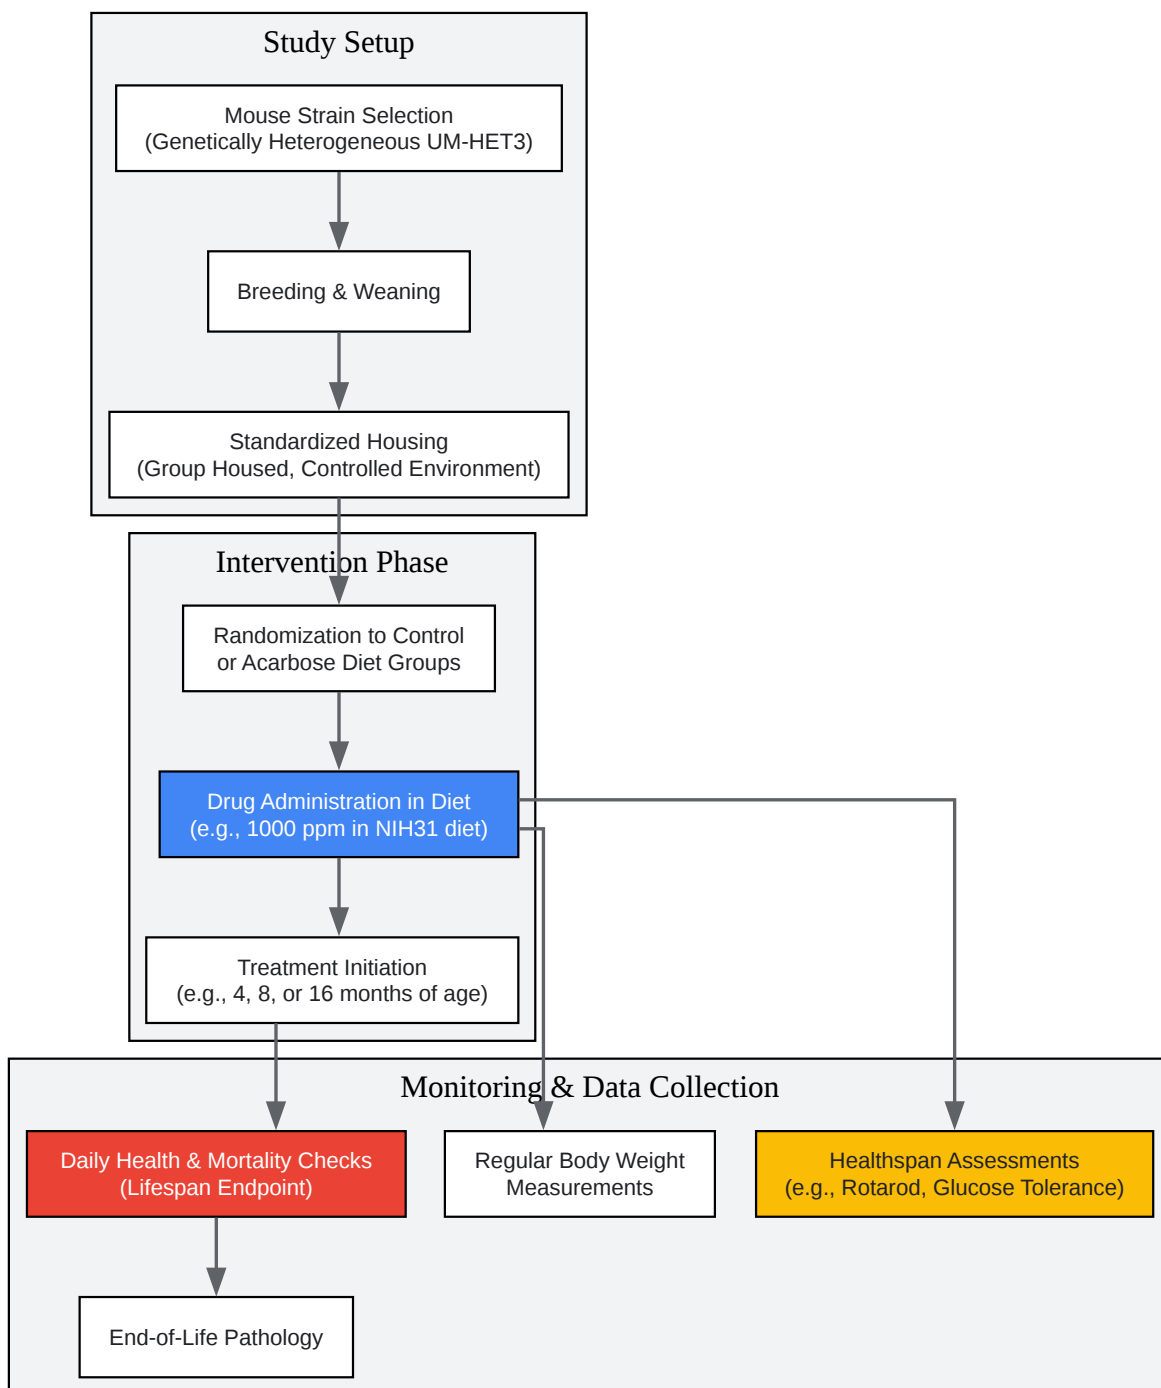 Study Setup
Mouse Strain Selection
(Genetically Heterogeneous UM-HET3)
Breeding & Weaning
Standardized Housing
(Group Housed, Controlled Environment)
Intervention Phase
Randomization to Control
or Acarbose Diet Groups
Drug Administration in Diet
(e.g., 1000 ppm in NIH31 diet)
Treatment Initiation
(e.g., 4, 8, or 16 months of age)
Monitoring & Data Collection
Daily Health & Mortality Checks
(Lifespan Endpoint)
Regular Body Weight
Measurements
Healthspan Assessments
(e.g., Rotarod, Glucose Tolerance)
End-of-Life Pathology